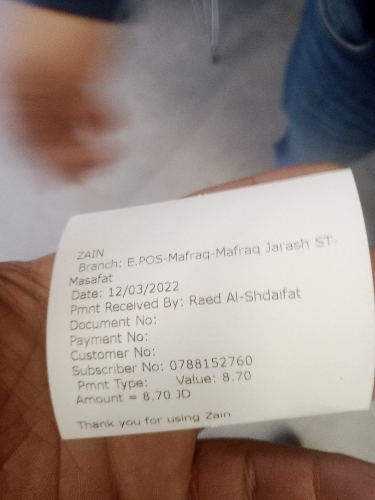 ZAIN
Branch: E.POS-Mafraq-Mafraq Jarash ST-
Masafat
Date: 12/03/2022
Pmnt Received By: Raed Al-Shdaifat
Document No:
Payment No:
Customer No:
Subscriber No: 0788152760
Pmnt Type: Value: 8.70
Amount = 8.70 JD
Thank you for using Zain